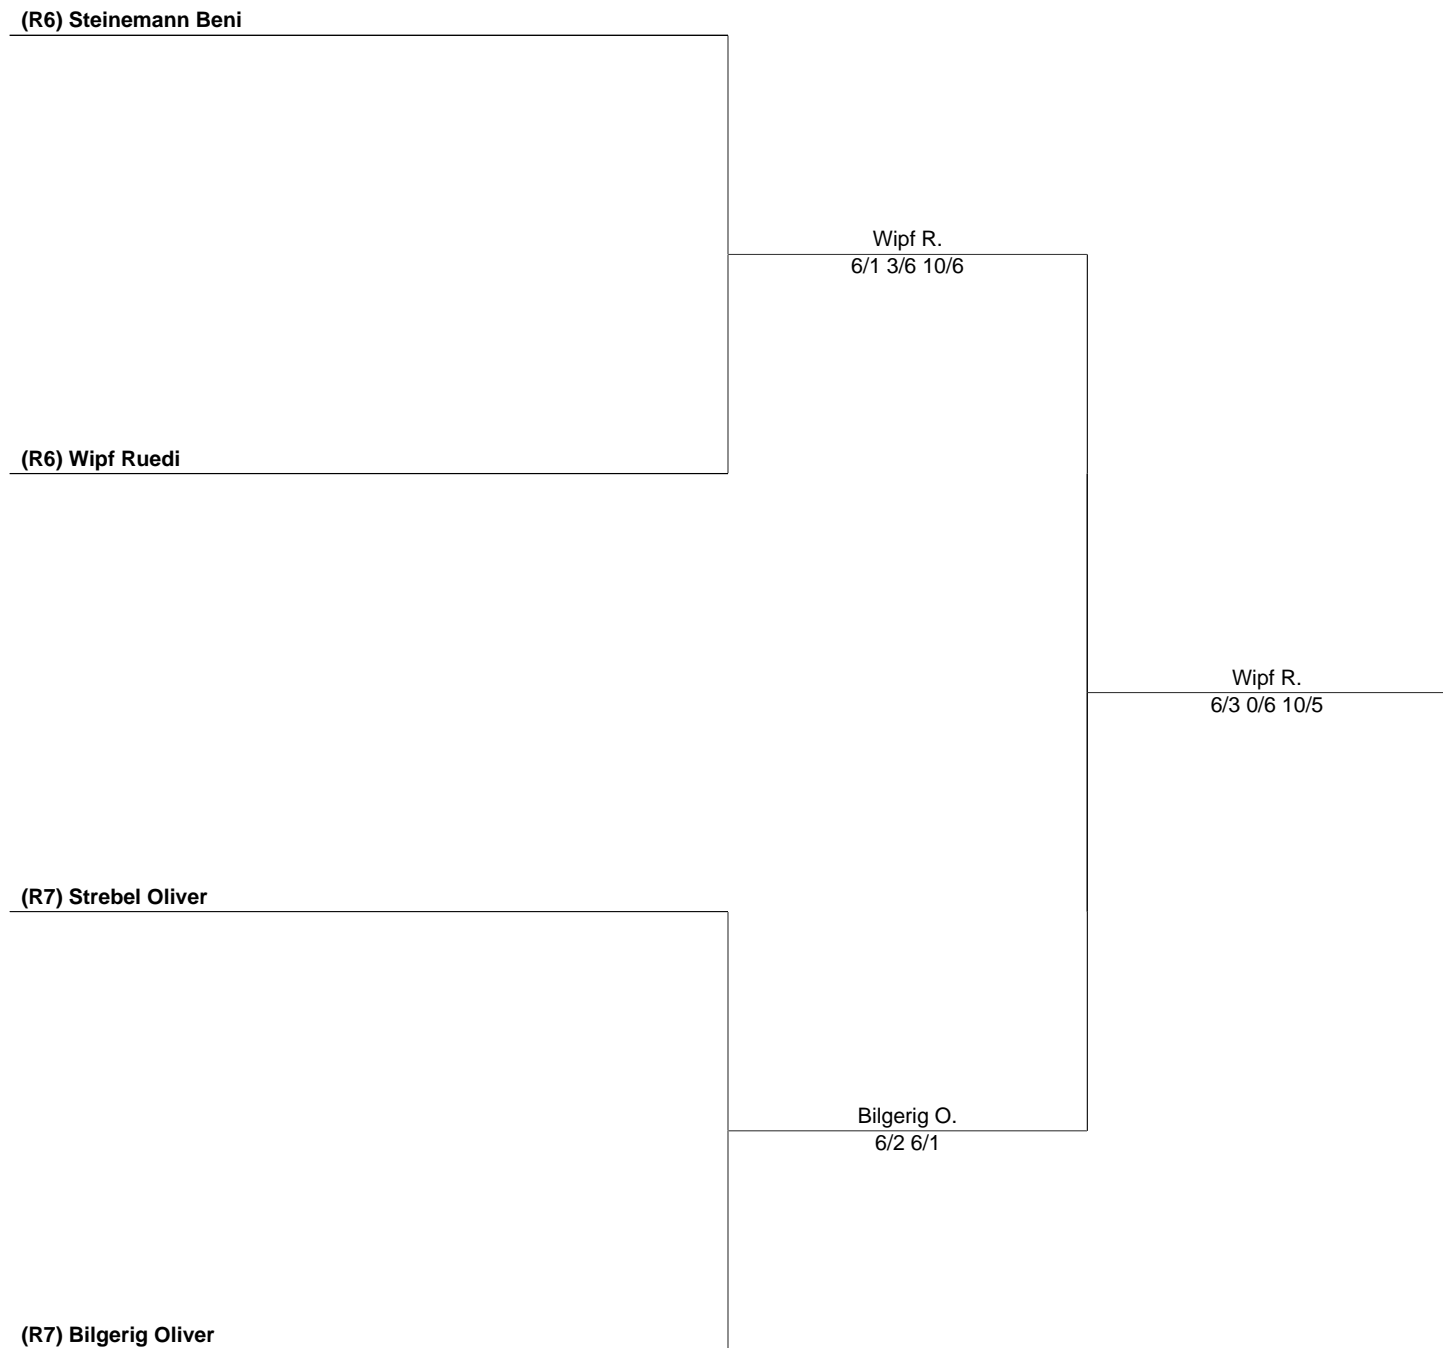 (R6) Steinemann Beni
Wipf R.
6/1 3/6 10/6
(R6) Wipf Ruedi
Wipf R.
6/3 0/6 10/5
(R7) Strebel Oliver
Bilgerig O.
6/2 6/1
(R7) Bilgerig Oliver